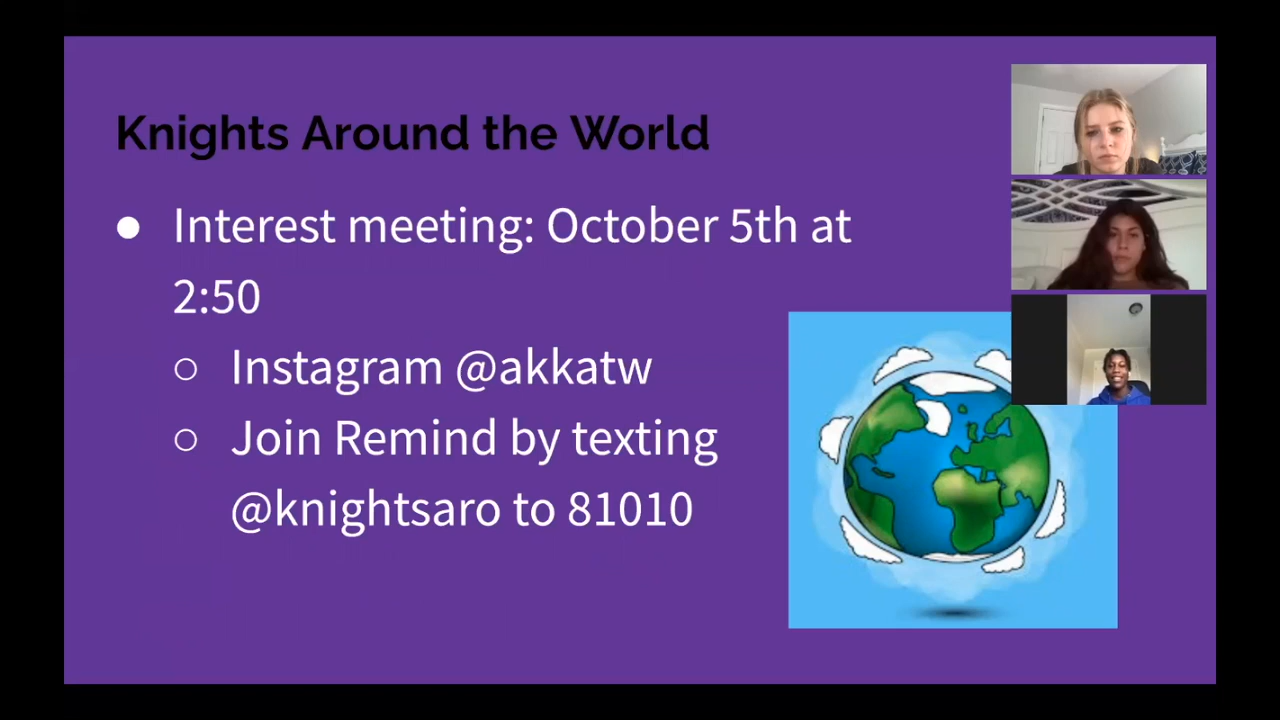 Knights Around the World
● Interest meeting: October 5th at
2:50
○ Instagram @akkatw
○ Join Remind by texting
@knightsaro to 81010